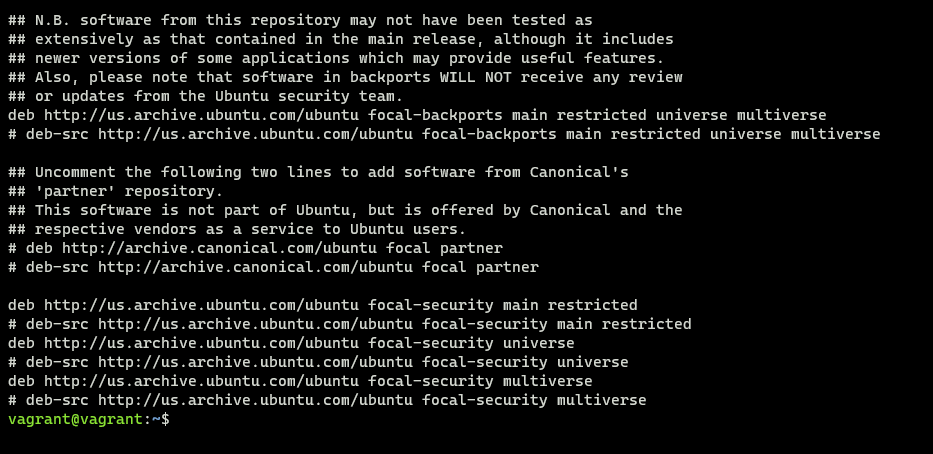 ## N.B. software from this repository may not have been tested as
## extensively as that contained in the main release, although it includes
## newer versions of some applications which may provide useful features.
## Also, please note that software in backports WILL NOT receive any review
## or updates from the Ubuntu security team.
deb http://us.archive.ubuntu.com/ubuntu focal-backports main restricted universe multiverse
# deb-src http://us.archive.ubuntu.com/ubuntu focal-backports main restricted universe multiverse

## Uncomment the following two lines to add software from Canonical's
## 'partner' repository.
## This software is not part of Ubuntu, but is offered by Canonical and the
## respective vendors as a service to Ubuntu users.
# deb http://archive.canonical.com/ubuntu focal partner
# deb-src http://archive.canonical.com/ubuntu focal partner

deb http://us.archive.ubuntu.com/ubuntu focal-security main restricted
# deb-src http://us.archive.ubuntu.com/ubuntu focal-security main restricted
deb http://us.archive.ubuntu.com/ubuntu focal-security universe
# deb-src http://us.archive.ubuntu.com/ubuntu focal-security universe
deb http://us.archive.ubuntu.com/ubuntu focal-security multiverse
# deb-src http://us.archive.ubuntu.com/ubuntu focal-security multiverse
vagrant@vagrant:~$